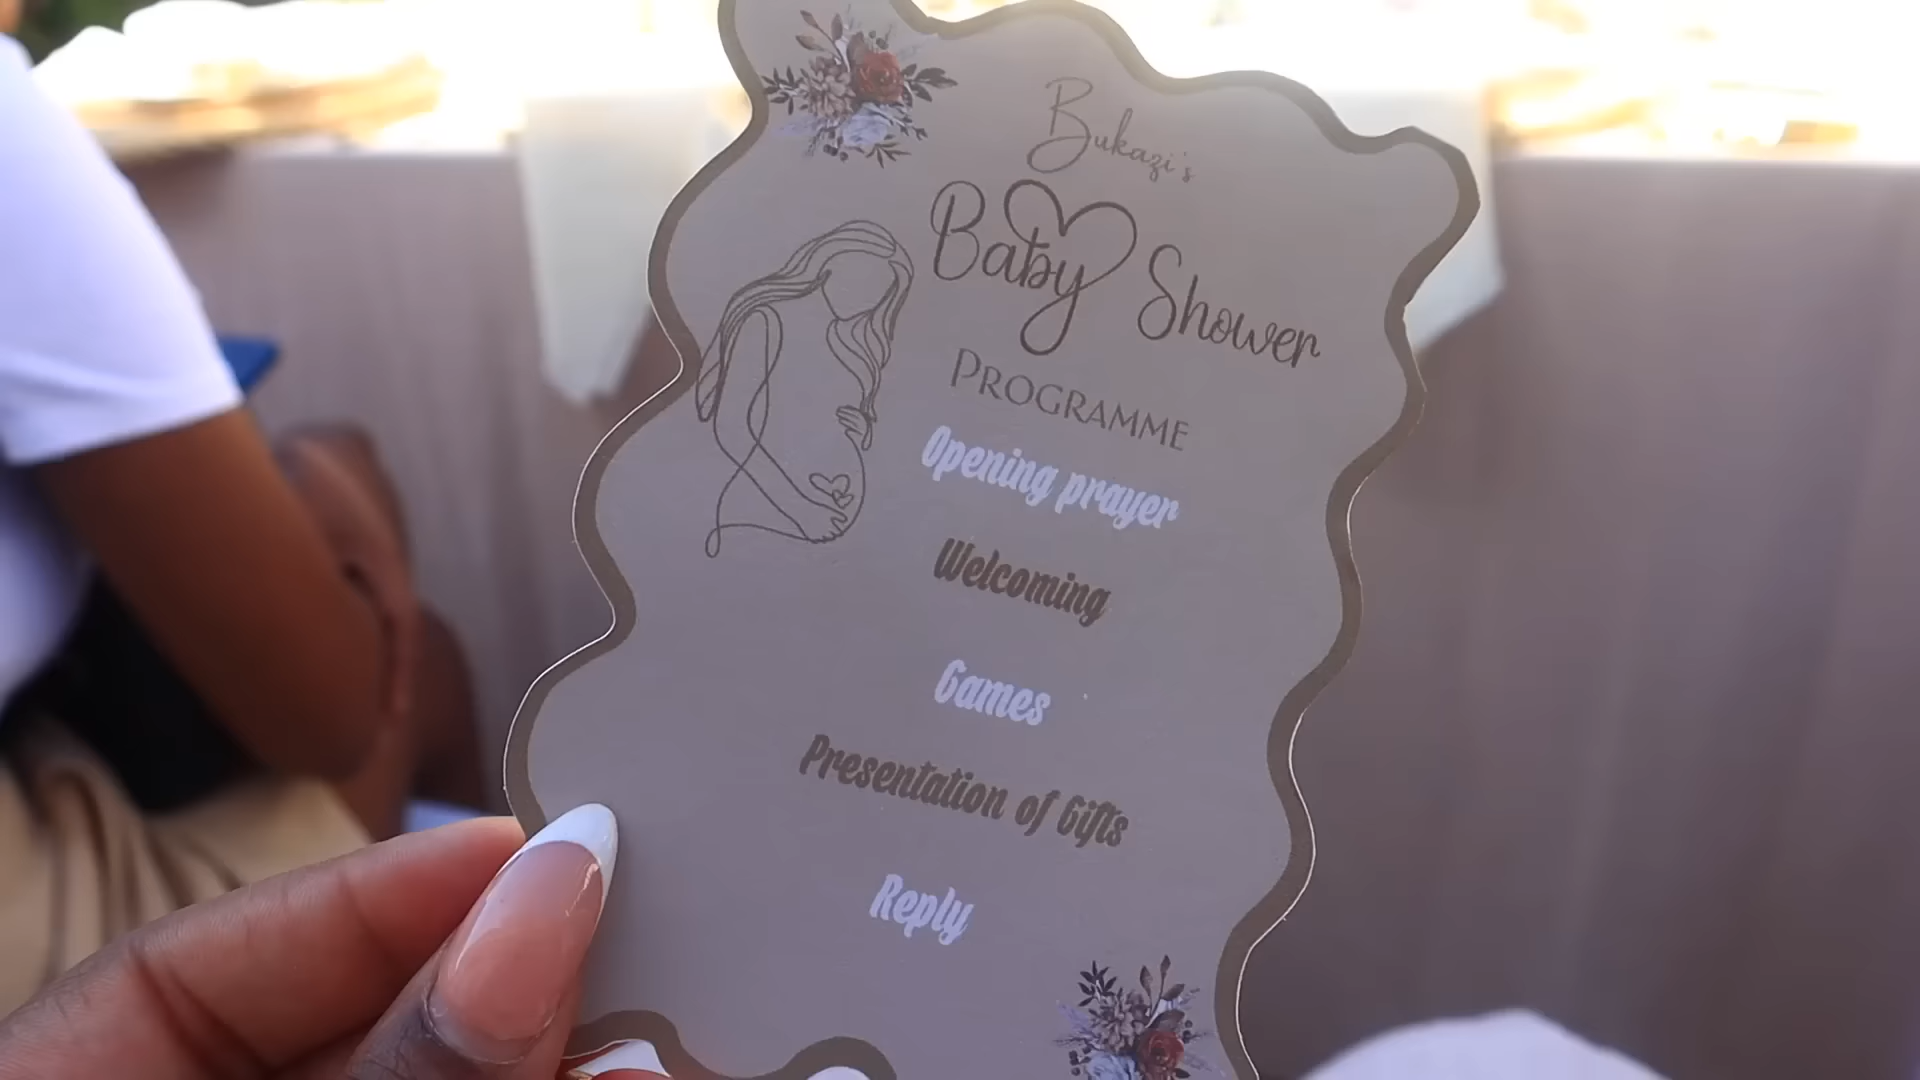 Bukazi's
Baby Shower
PROGRAMME
Opening prayer
Welcoming
Games
Presentation of Gifts
Reply